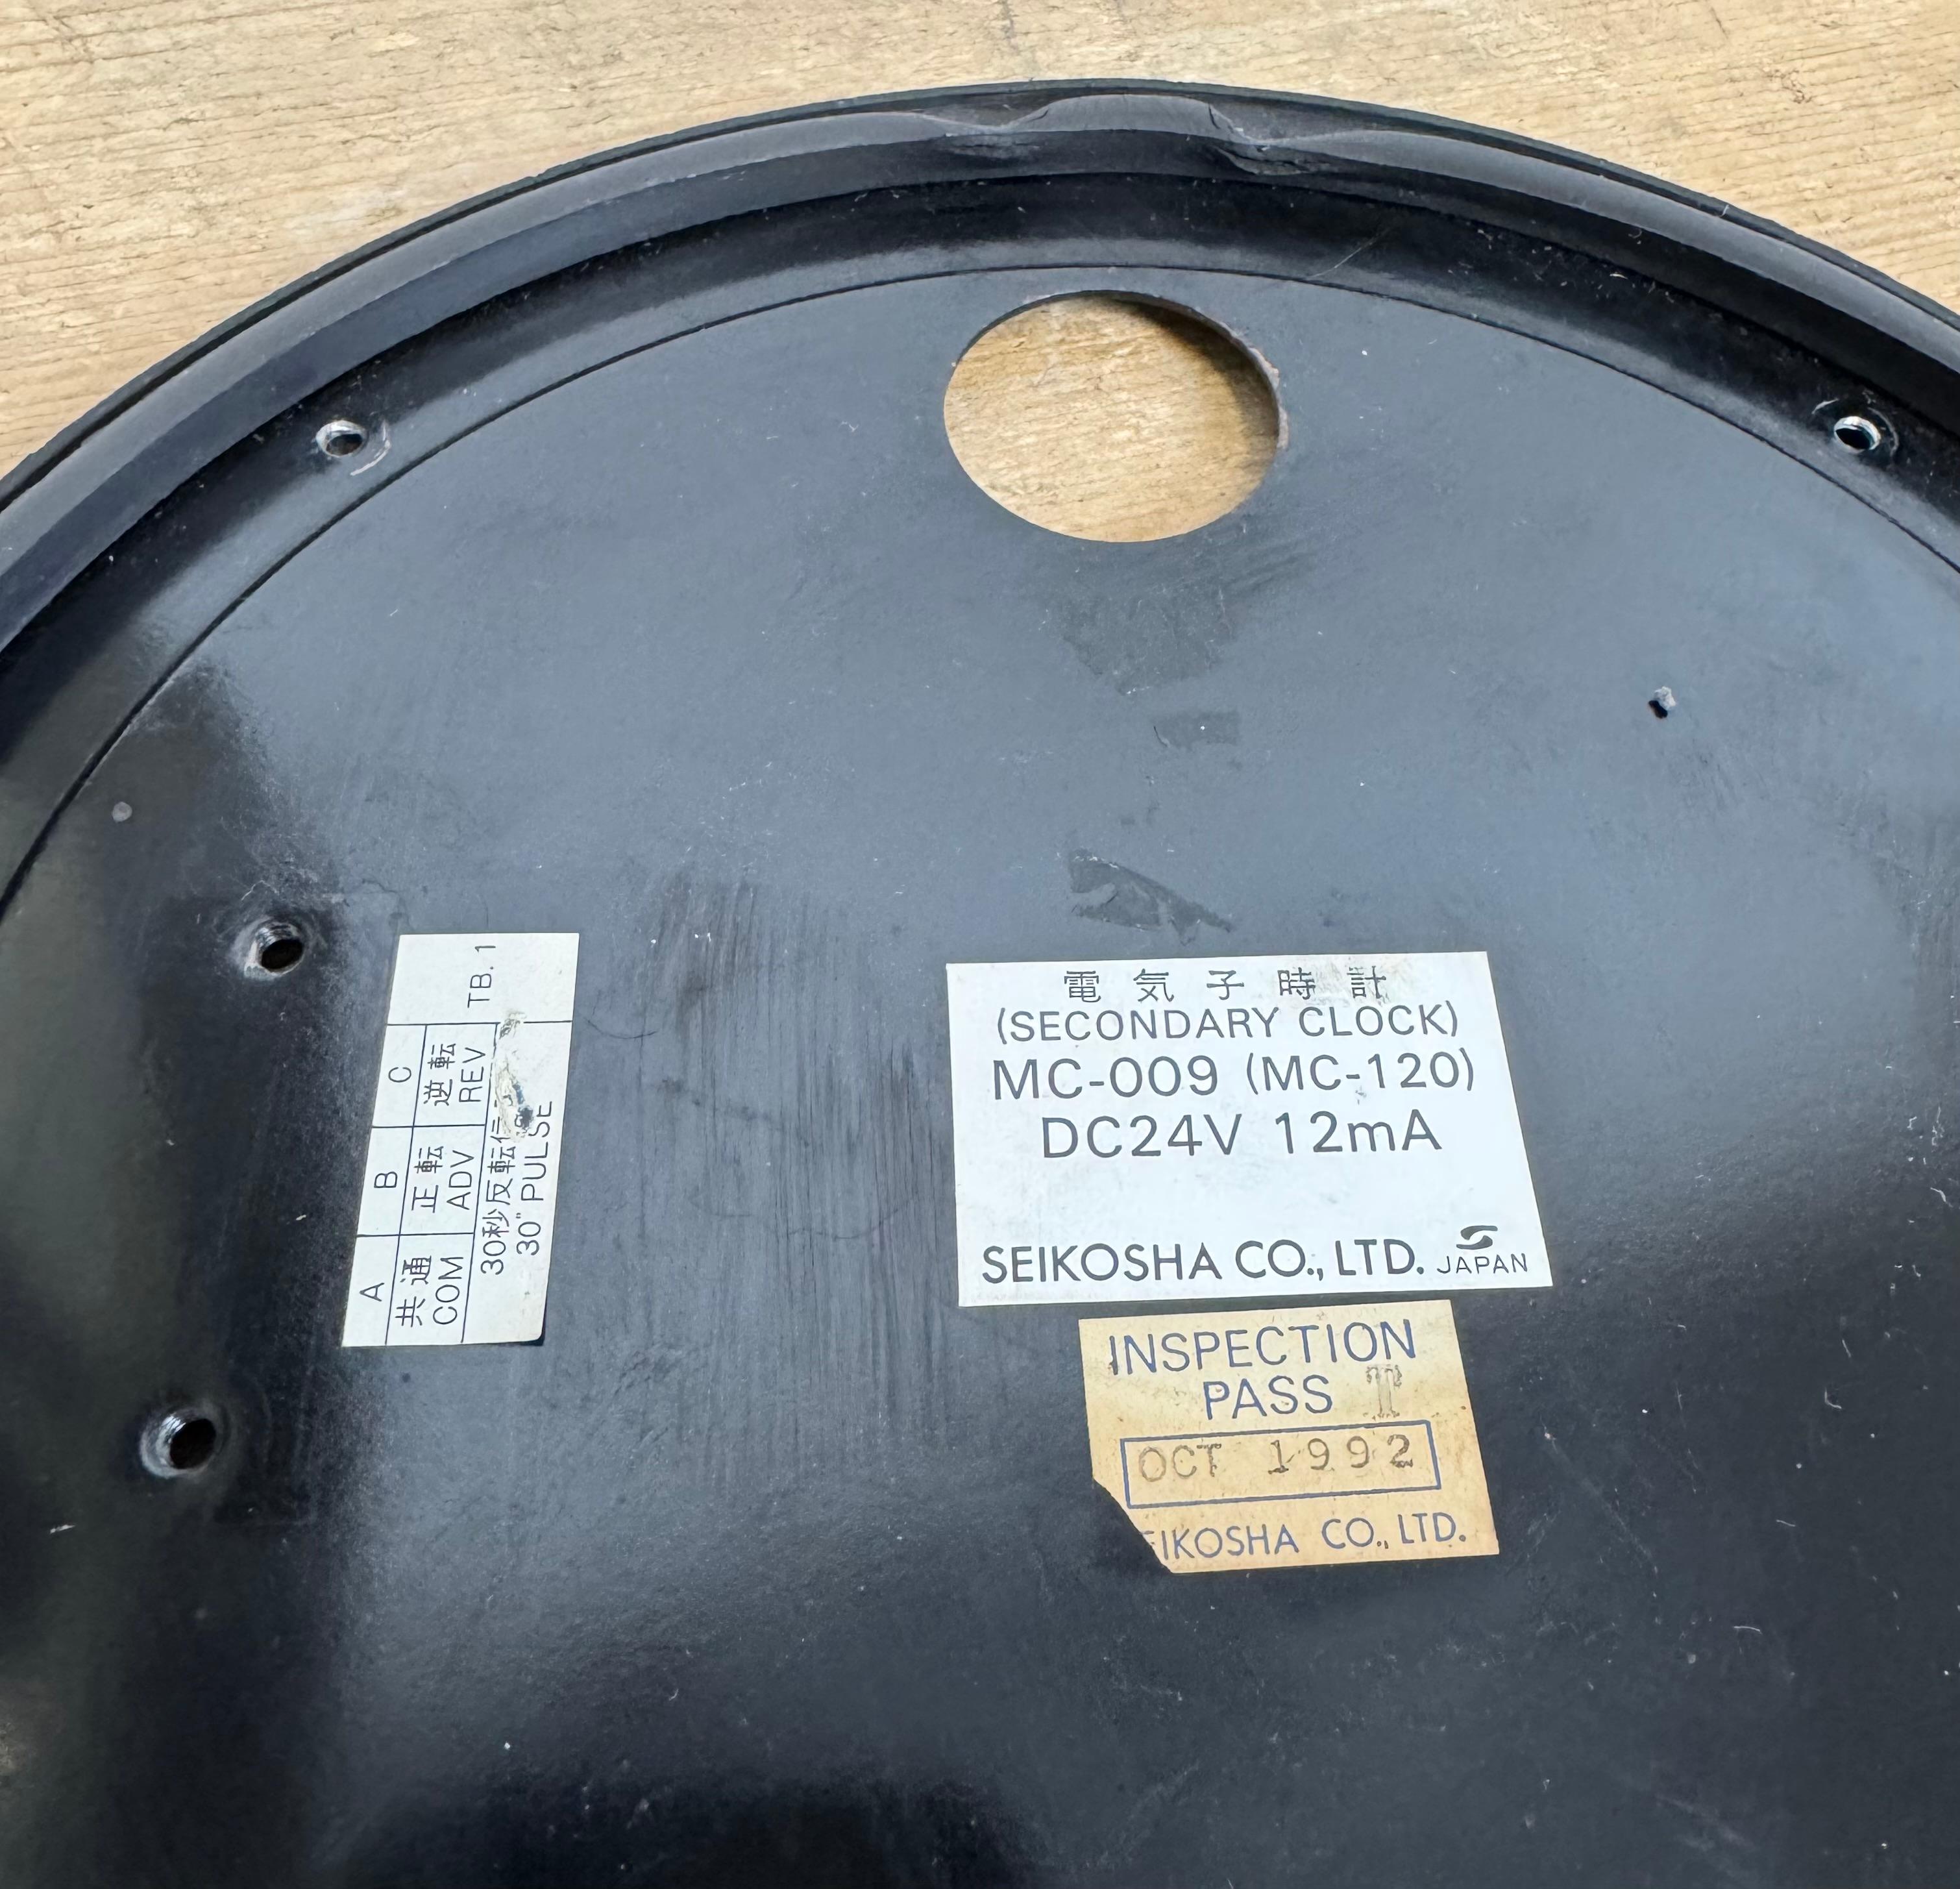 電気子時計
(SECONDARY CLOCK)
MC-009 (MC-120)
DC24V 12mA
SEIKOSHA CO., LTD. JAPAN
INSPECTION
PASS T
OCT 1992
EIKOSHA CO., LTD.
TB. 1
A B C
共通 正転 逆転
COM ADV REV
30秒反転
30" PULSE